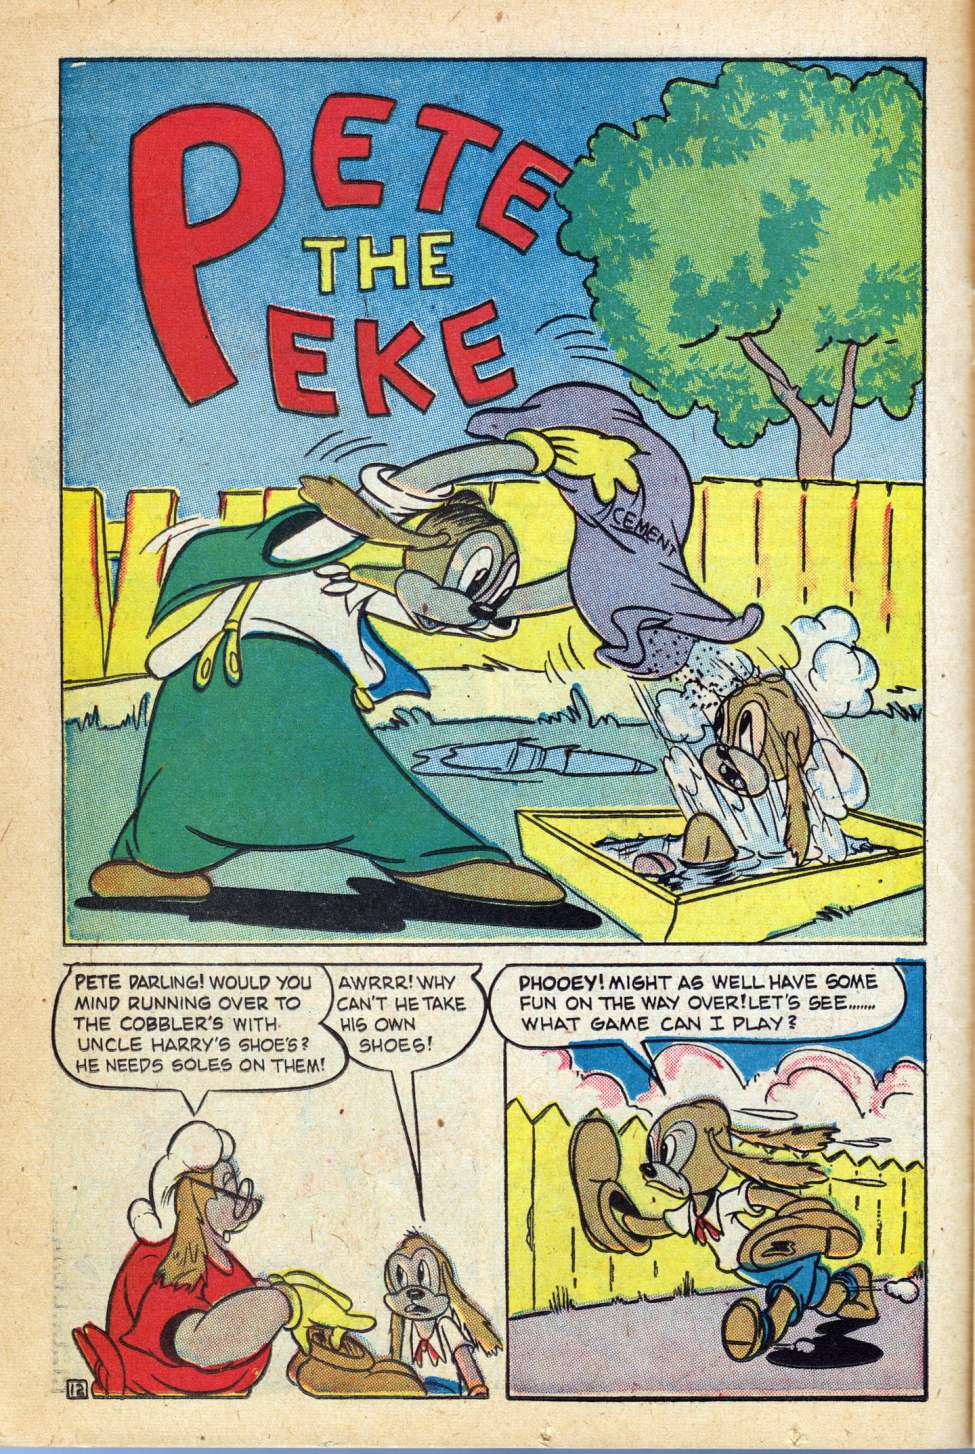 PETE
THE
PEKE
CEMENT
PETE DARLING! WOULD YOU
MIND RUNNING OVER TO
THE COBBLER'S WITH
UNCLE HARRY'S SHOE'S?
HE NEEDS SOLES ON THEM!
AWRRR! WHY
CAN'T HE TAKE
HIS OWN
SHOES!
PHOOEY! MIGHT AS WELL HAVE SOME
FUN ON THE WAY OVER! LET'S SEE.......
WHAT GAME CAN I PLAY?
12